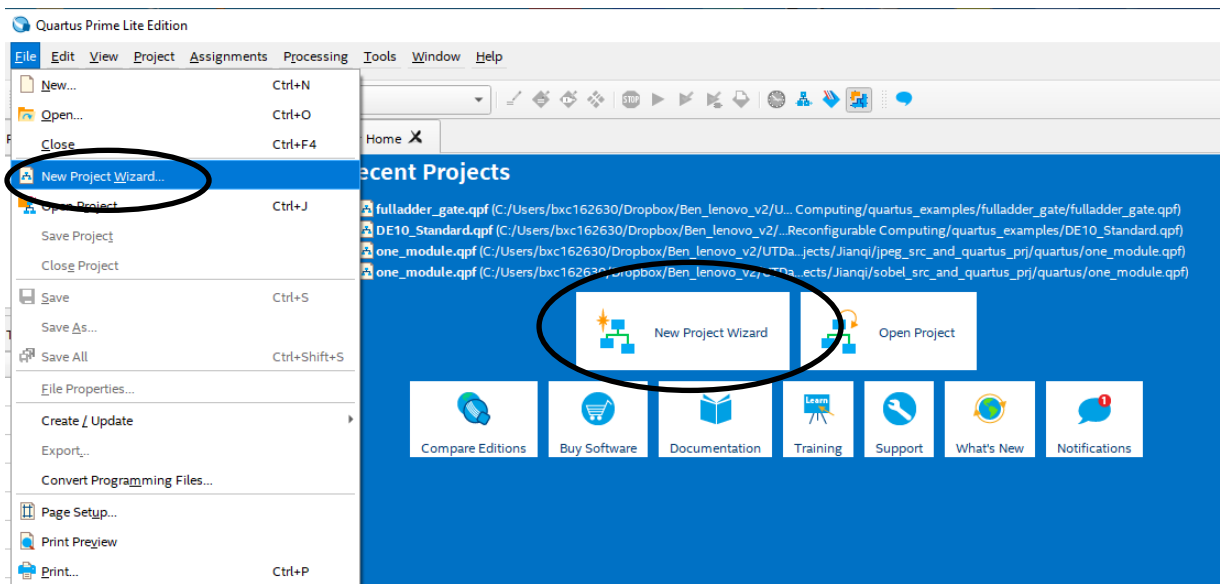 Quartus Prime Lite Edition
File Edit View Project Assignments Processing Tools Window Help
New... Ctrl+N
Open... Ctrl+O
Close Ctrl+F4
New Project Wizard...
Open Project... Ctrl+J
Save Project
Close Project
Save Ctrl+S
Save As...
Save All Ctrl+Shift+S
File Properties...
Create / Update
Export...
Convert Programming Files...
Page Setup...
Print Preview
Print... Ctrl+P
STOP
Home
ecent Projects
fulladder_gate.qpf (C:/Users/bxc162630/Dropbox/Ben_lenovo_v2/U... Computing/quartus_examples/fulladder_gate/fulladder_gate.qpf)
DE10_Standard.qpf (C:/Users/bxc162630/Dropbox/Ben_lenovo_v2/...Reconfigurable Computing/quartus_examples/DE10_Standard.qpf)
one_module.qpf (C:/Users/bxc162630/Dropbox/Ben_lenovo_v2/UTDa...jects/Jianqi/jpeg_src_and_quartus_prj/quartus/one_module.qpf)
one_module.qpf (C:/Users/bxc162630/Dropbox/Ben_lenovo_v2/UTDa...ects/Jianqi/sobel_src_and_quartus_prj/quartus/one_module.qpf)
New Project Wizard
Open Project
Compare Editions
Buy Software
Documentation
Learn
Training
Support
What's New
1
Notifications